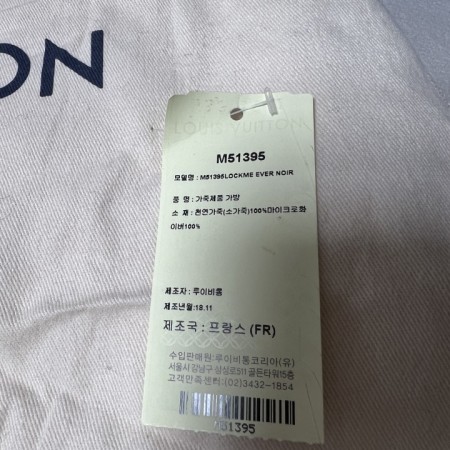 ON
LOUIS VUITTON
M51395
모델명 : M51395LOCKME EVER NOIR
품 명 : 가죽제품 가방
소 재 : 천연가죽(소가죽)100%마이크로화
이버100%
제조자 : 루이비통
제조년월:18.11
제조국 : 프랑스 (FR)
수입판매원:루이비통코리아(유)
서울시 강남구 삼성로511 골든타워15층
고객만족센터:(02)3432-1854
M51395